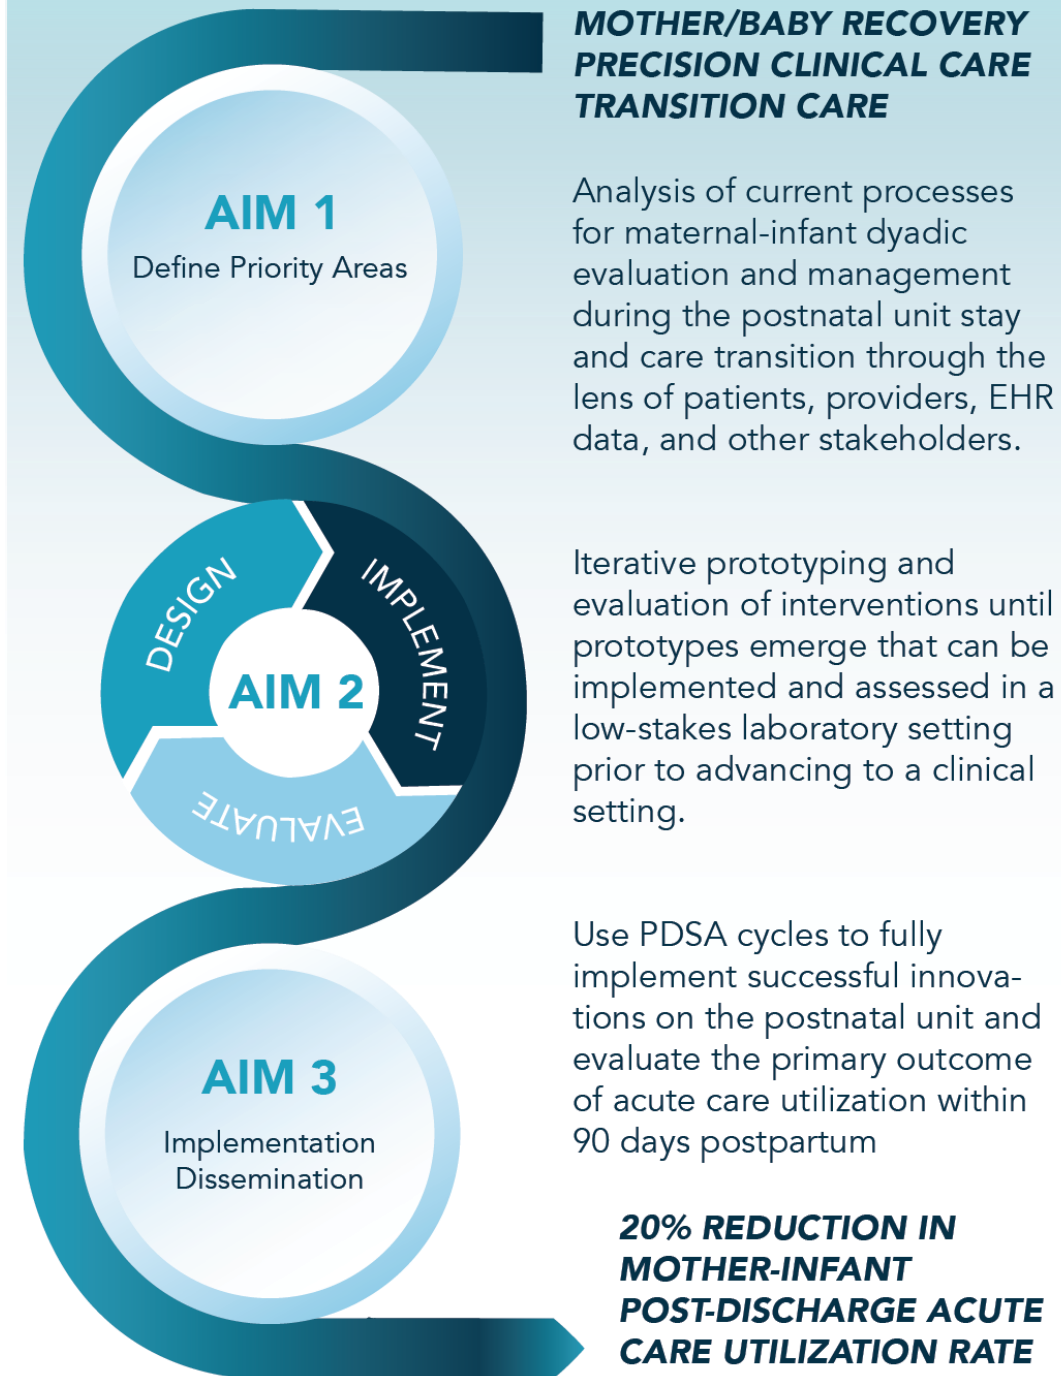 MOTHER/BABY RECOVERY
PRECISION CLINICAL CARE
TRANSITION CARE
AIM 1
Define Priority Areas
Analysis of current processes
for maternal-infant dyadic
evaluation and management
during the postnatal unit stay
and care transition through the
lens of patients, providers, EHR
data, and other stakeholders.
DESIGN
IMPLEMENT
EVALUATE
AIM 2
Iterative prototyping and
evaluation of interventions until
prototypes emerge that can be
implemented and assessed in a
low-stakes laboratory setting
prior to advancing to a clinical
setting.
AIM 3
Implementation
Dissemination
Use PDSA cycles to fully
implement successful innova-
tions on the postnatal unit and
evaluate the primary outcome
of acute care utilization within
90 days postpartum
20% REDUCTION IN
MOTHER-INFANT
POST-DISCHARGE ACUTE
CARE UTILIZATION RATE